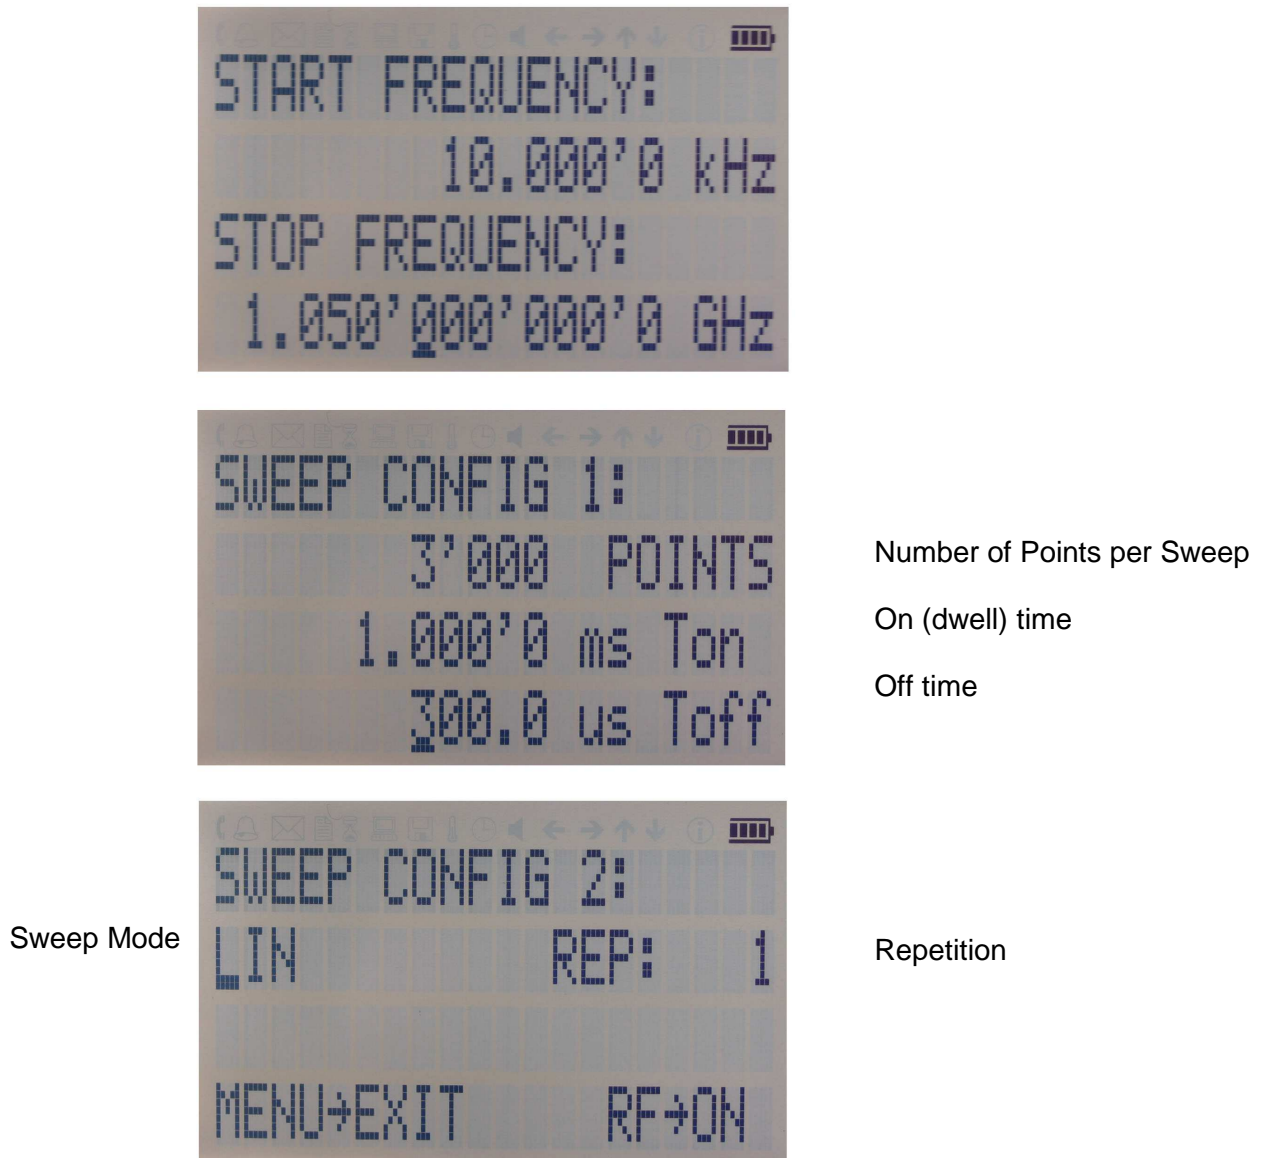 START FREQUENCY:
10.000'0 kHz
STOP FREQUENCY:
1.050'000'000'0 GHz
SWEEP CONFIG 1:
3'000 POINTS
1.000'0 ms Ton
300.0 us Toff
Number of Points per Sweep
On (dwell) time
Off time
SWEEP CONFIG 2:
Sweep Mode
LIN REP: 1
Repetition
MENU→EXIT RF→ON